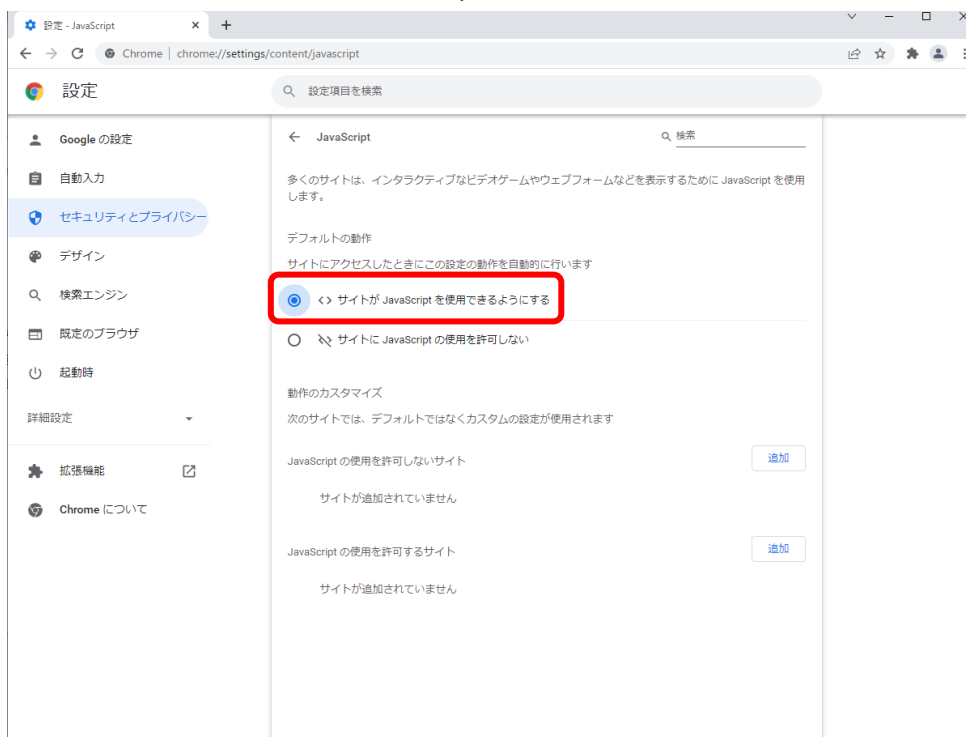 設定 - JavaScript
Chrome | chrome://settings/content/javascript
設定
設定項目を検索
Google の設定
自動入力
セキュリティとプライバシー
デザイン
検索エンジン
既定のブラウザ
起動時
詳細設定
拡張機能
Chrome について
JavaScript
検索
多くのサイトは、インタラクティブなビデオゲームやウェブフォームなどを表示するために JavaScript を使用
します。
デフォルトの動作
サイトにアクセスしたときにこの設定の動作を自動的に行います
サイトが JavaScript を使用できるようにする
サイトに JavaScript の使用を許可しない
動作のカスタマイズ
次のサイトでは、デフォルトではなくカスタムの設定が使用されます
JavaScript の使用を許可しないサイト
追加
サイトが追加されていません
JavaScript の使用を許可するサイト
追加
サイトが追加されていません